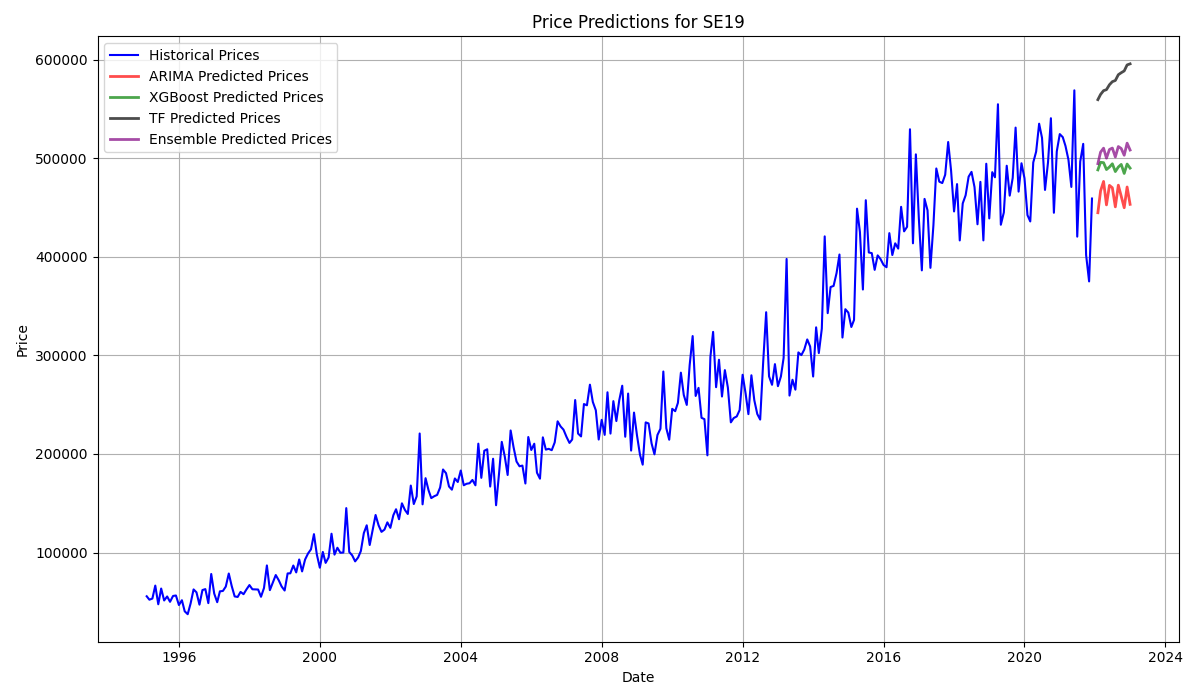 Price Predictions for SE19
Historical Prices
ARIMA Predicted Prices
XGBoost Predicted Prices
TF Predicted Prices
Ensemble Predicted Prices
600000
500000
400000
300000
200000
100000
Price
1996 2000 2004 2008 2012 2016 2020 2024
Date